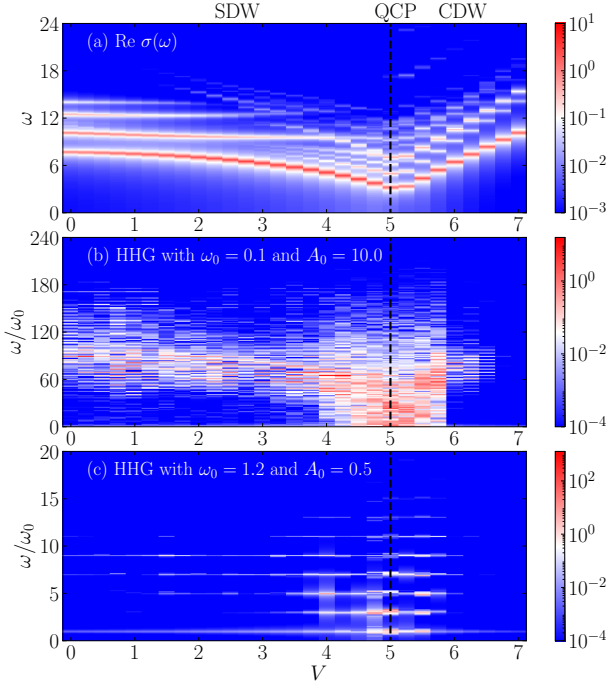 SDW QCP CDW
(a) Re σ(ω)
24
18
12
6
0
ω
0 1 2 3 4 5 6 7
10^1
10^0
10^-1
10^-2
10^-3
(b) HHG with ω₀ = 0.1 and A₀ = 10.0
240
180
120
60
0
ω/ω₀
0 1 2 3 4 5 6 7
10^0
10^-2
10^-4
(c) HHG with ω₀ = 1.2 and A₀ = 0.5
20
15
10
5
0
ω/ω₀
0 1 2 3 4 5 6 7
V
10^2
10^0
10^-2
10^-4